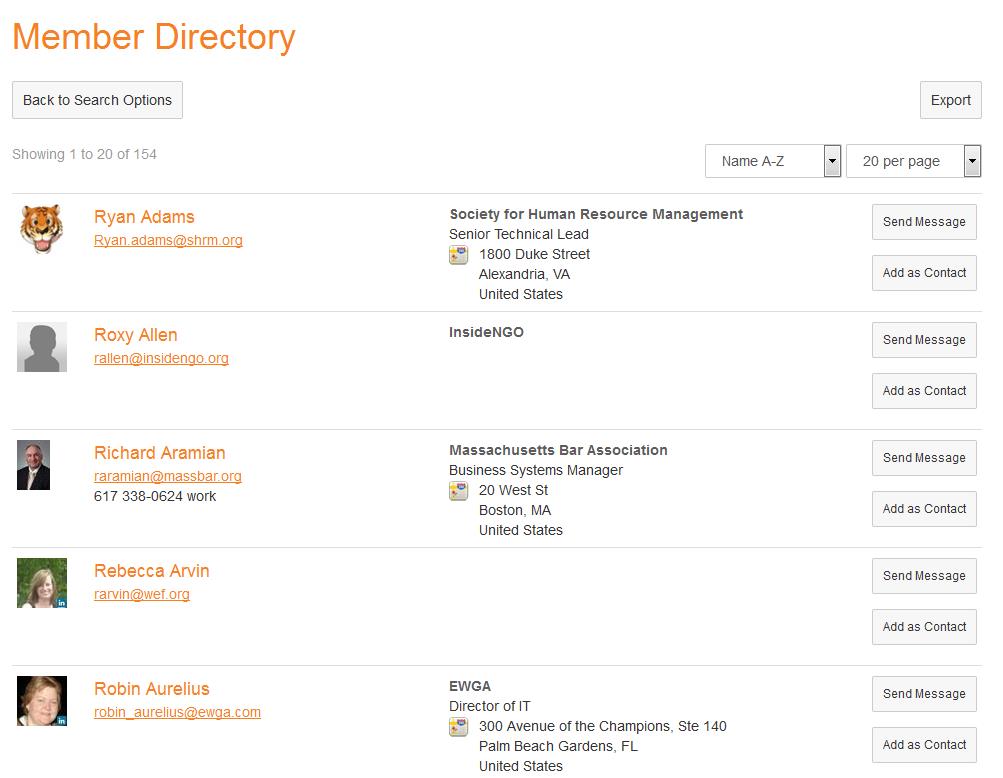 Member Directory
Back to Search Options
Export
Showing 1 to 20 of 154
Name A-Z
20 per page
Ryan Adams
Ryan.adams@shrm.org
Society for Human Resource Management
Senior Technical Lead
1800 Duke Street
Alexandria, VA
United States
Send Message
Add as Contact
Roxy Allen
rallen@insidengo.org
InsideNGO
Send Message
Add as Contact
Richard Aramian
raramian@massbar.org
617 338-0624 work
Massachusetts Bar Association
Business Systems Manager
20 West St
Boston, MA
United States
Send Message
Add as Contact
Rebecca Arvin
rarvin@wef.org
in
Send Message
Add as Contact
Robin Aurelius
robin_aurelius@ewga.com
in
EWGA
Director of IT
300 Avenue of the Champions, Ste 140
Palm Beach Gardens, FL
United States
Send Message
Add as Contact